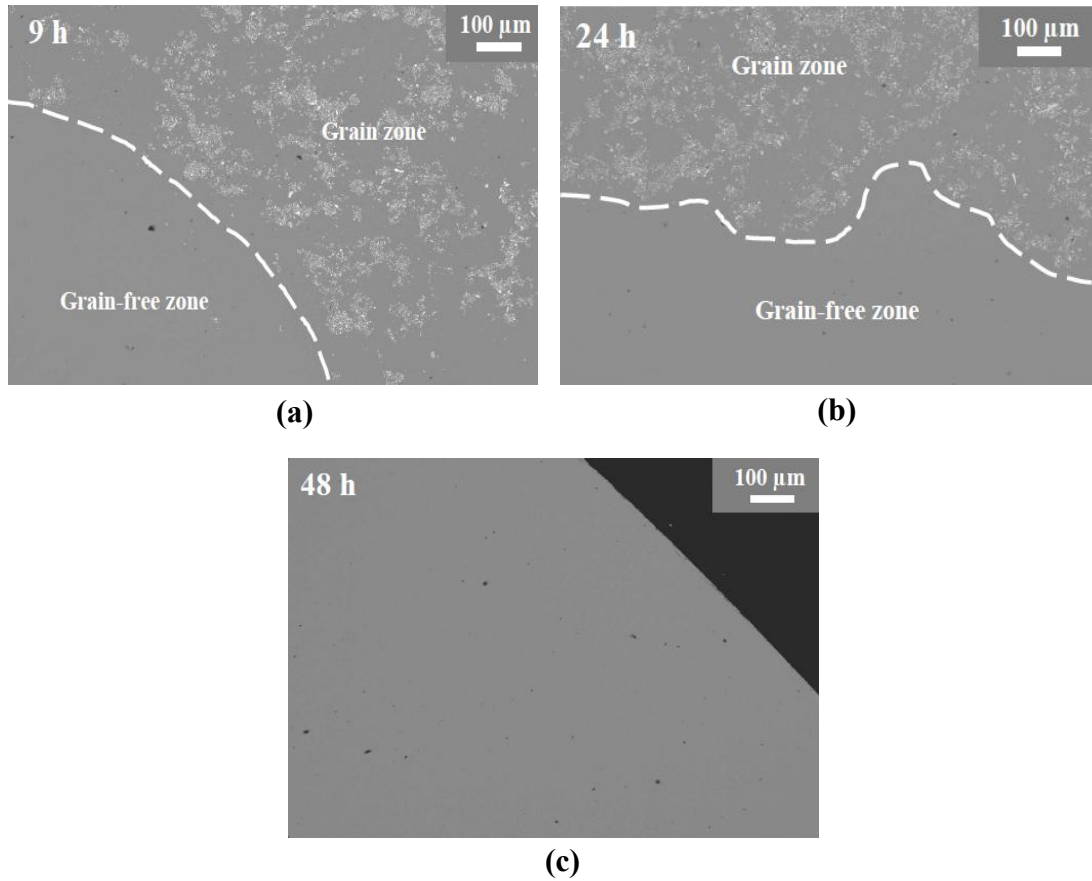 9 h
100 µm
Grain zone
Grain-free zone
(a)
24 h
100 µm
Grain zone
Grain-free zone
(b)
48 h
100 µm
(c)